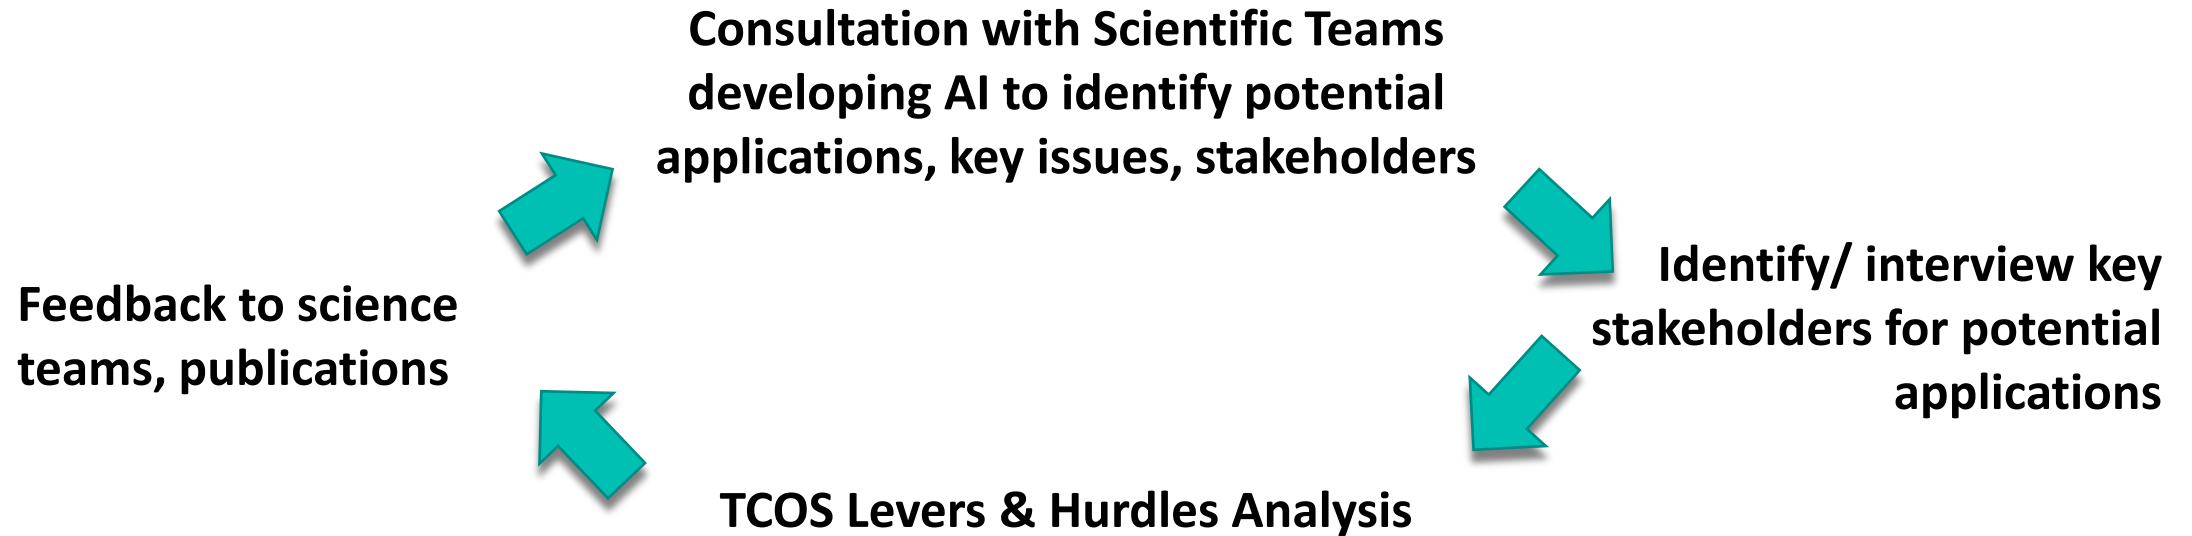 Consultation with Scientific Teams
developing AI to identify potential
applications, key issues, stakeholders
Identify/ interview key
stakeholders for potential
applications
TCOS Levers & Hurdles Analysis
Feedback to science
teams, publications